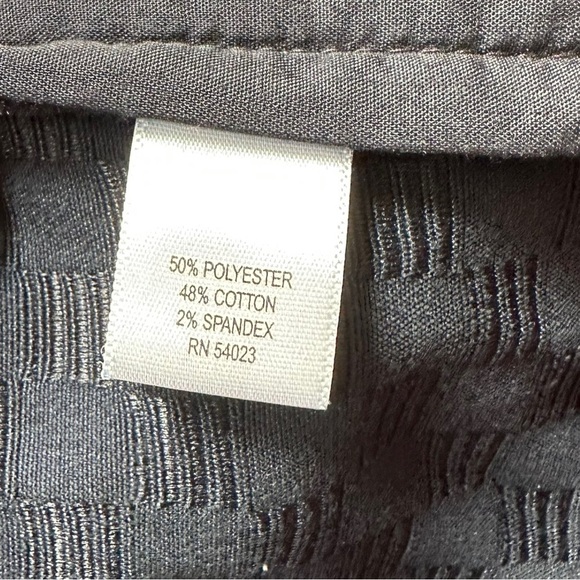 50% POLYESTER
48% COTTON
2% SPANDEX
RN 54023